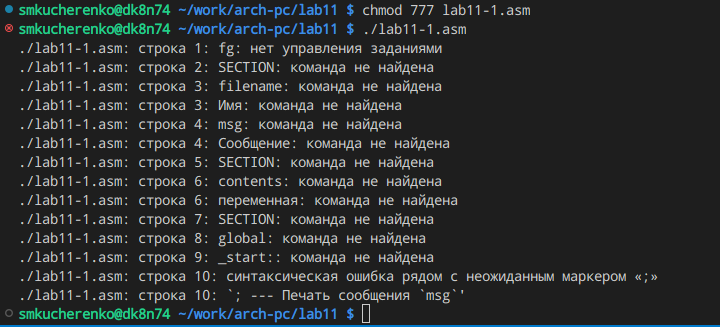 smkucherenko@dk8n74 ~/work/arch-pc/lab11 $ chmod 777 lab11-1.asm
smkucherenko@dk8n74 ~/work/arch-pc/lab11 $ ./lab11-1.asm
./lab11-1.asm: строка 1: fg: нет управления заданиями
./lab11-1.asm: строка 2: SECTION: команда не найдена
./lab11-1.asm: строка 3: filename: команда не найдена
./lab11-1.asm: строка 3: Имя: команда не найдена
./lab11-1.asm: строка 4: msg: команда не найдена
./lab11-1.asm: строка 4: Сообщение: команда не найдена
./lab11-1.asm: строка 5: SECTION: команда не найдена
./lab11-1.asm: строка 6: contents: команда не найдена
./lab11-1.asm: строка 6: переменная: команда не найдена
./lab11-1.asm: строка 7: SECTION: команда не найдена
./lab11-1.asm: строка 8: global: команда не найдена
./lab11-1.asm: строка 9: _start:: команда не найдена
./lab11-1.asm: строка 10: синтаксическая ошибка рядом с неожиданным маркером «;»
./lab11-1.asm: строка 10: `; --- Печать сообщения `msg`'
smkucherenko@dk8n74 ~/work/arch-pc/lab11 $